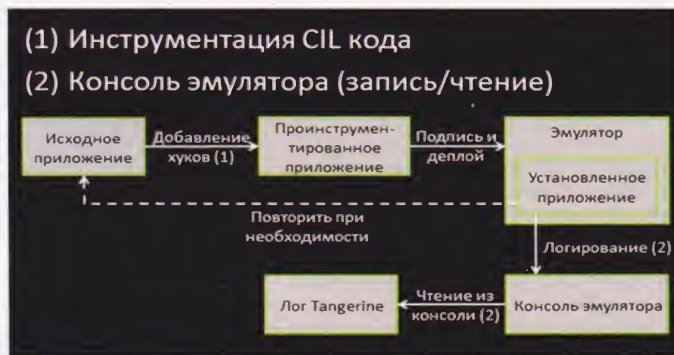 (1) Инструментация CIL кода
(2) Консоль эмулятора (запись/чтение)
Исходное
приложение
Добавление
хуков (1)
Проинструмен-
тированное
приложение
Подпись и
деплой
Эмулятор
Установленное
приложение
Повторить при
необходимости
Логирование (2)
Лог Tangerine
Чтение из
консоли (2)
Консоль эмулятора